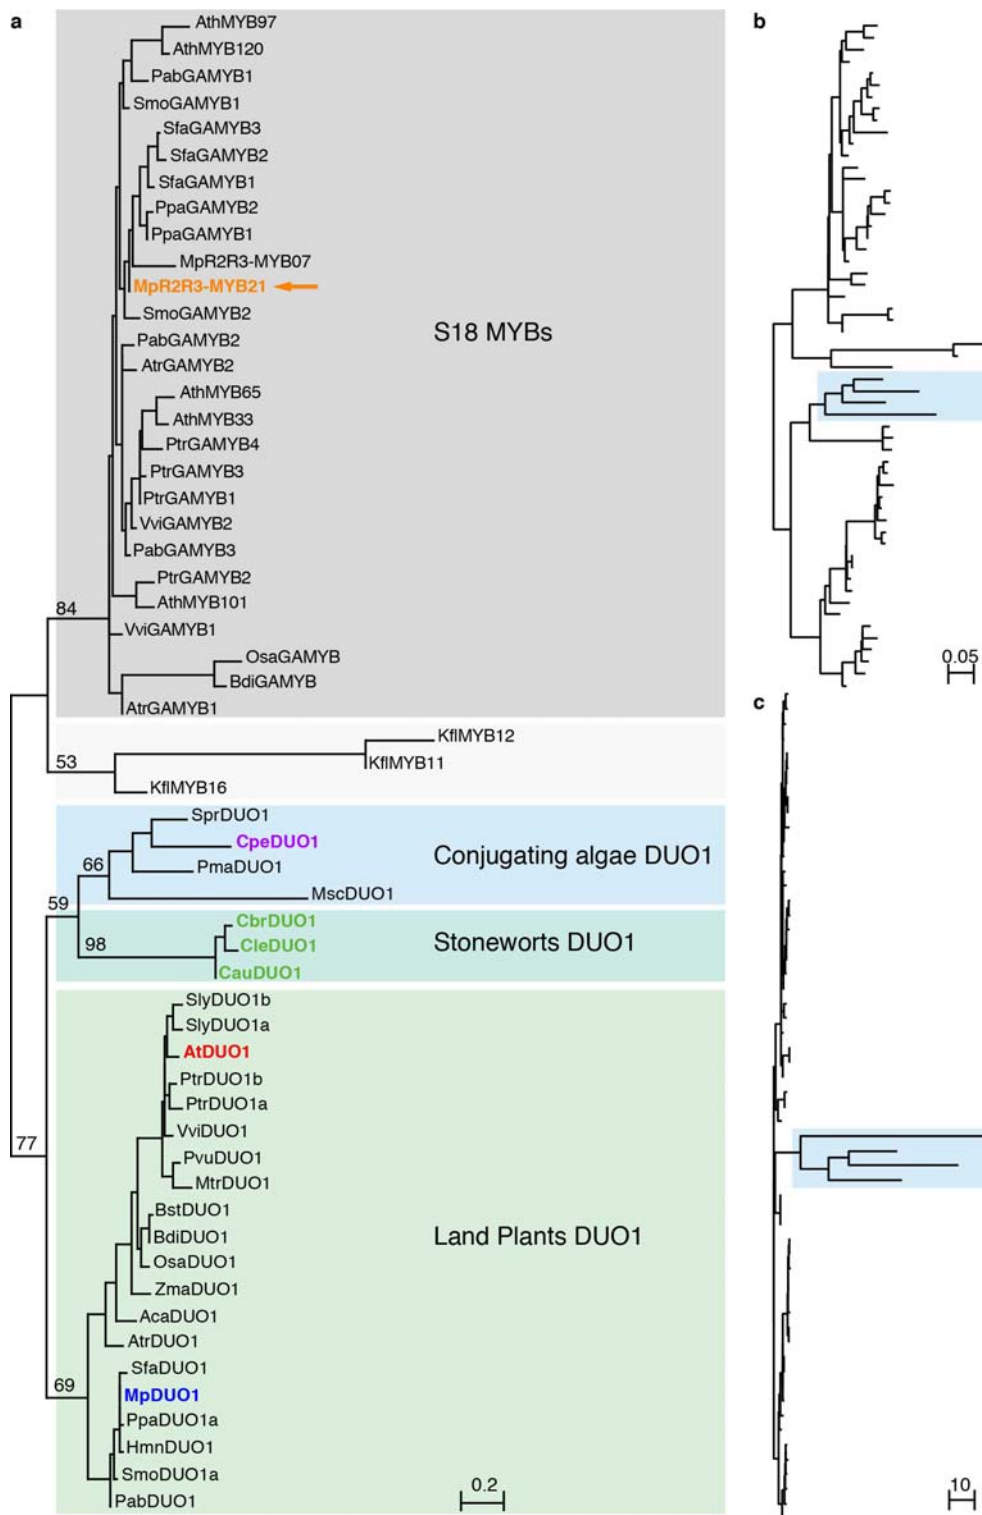 a
AthMYB97
AthMYB120
PabGAMYB1
SmoGAMYB1
SfaGAMYB3
SfaGAMYB2
SfaGAMYB1
PpaGAMYB2
PpaGAMYB1
MpR2R3-MYB07
MpR2R3-MYB21
SmoGAMYB2
S18 MYBs
PabGAMYB2
AtrGAMYB2
AthMYB65
AthMYB33
PtrGAMYB4
PtrGAMYB3
PtrGAMYB1
VviGAMYB2
PabGAMYB3
PtrGAMYB2
AthMYB101
84
VviGAMYB1
OsaGAMYB
BdiGAMYB
AtrGAMYB1
KflMYB12
53
KflMYB11
KflMYB16
SprDUO1
CpeDUO1
66
PmaDUO1
Conjugating algae DUO1
MscDUO1
59
CbrDUO1
98
CleDUO1
Stoneworts DUO1
CauDUO1
SlyDUO1b
SlyDUO1a
AtDUO1
PtrDUO1b
PtrDUO1a
VviDUO1
77
PvuDUO1
MtrDUO1
BstDUO1
BdiDUO1
Land Plants DUO1
OsaDUO1
ZmaDUO1
AcaDUO1
AtrDUO1
SfaDUO1
69
MpDUO1
PpaDUO1a
HmnDUO1
SmoDUO1a
PabDUO1
0.2
b
0.05
c
10